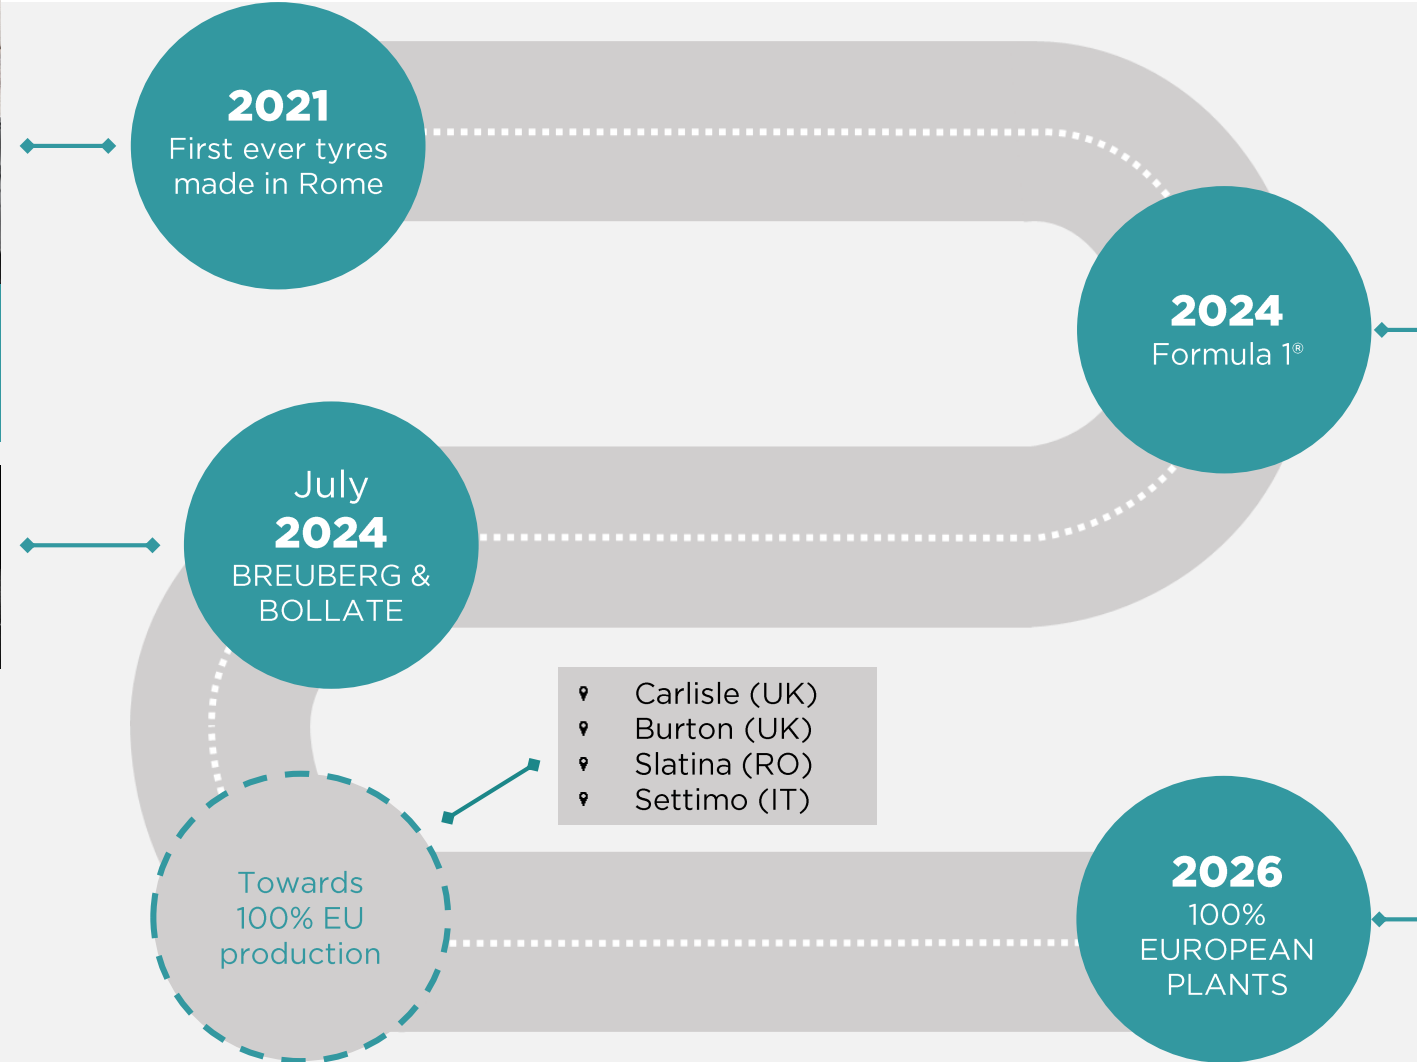 2021
First ever tyres
made in Rome
2024
Formula 1®
July
2024
BREUBERG &
BOLLATE
Carlisle (UK)
Burton (UK)
Slatina (RO)
Settimo (IT)
Towards
100% EU
production
2026
100%
EUROPEAN
PLANTS